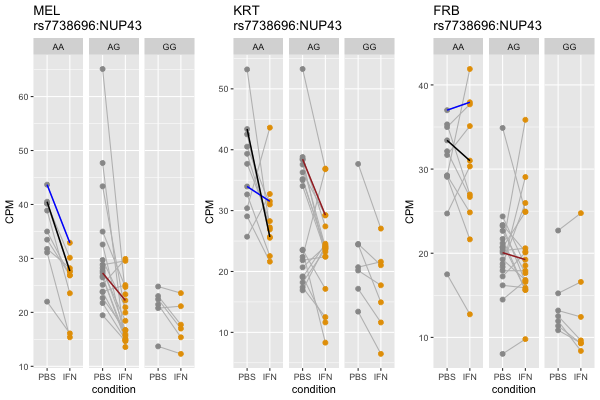 MEL
rs7738696:NUP43
AA AG GG
CPM
60
50
40
30
20
10
PBS IFN PBS IFN PBS IFN
condition
KRT
rs7738696:NUP43
AA AG GG
CPM
50
40
30
20
10
PBS IFN PBS IFN PBS IFN
condition
FRB
rs7738696:NUP43
AA AG GG
CPM
40
30
20
10
PBS IFN PBS IFN PBS IFN
condition